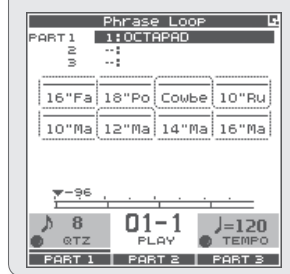 Phrase Loop
PART1 1:OCTAPAD
2 --:
3 --:
16"Fa 18"Po Cowbe 10"Ru
10"Ma 12"Ma 14"Ma 16"Ma
-96
♪ 8 01-1 ♩=120
QTZ PLAY TEMPO
PART 1 PART 2 PART 3